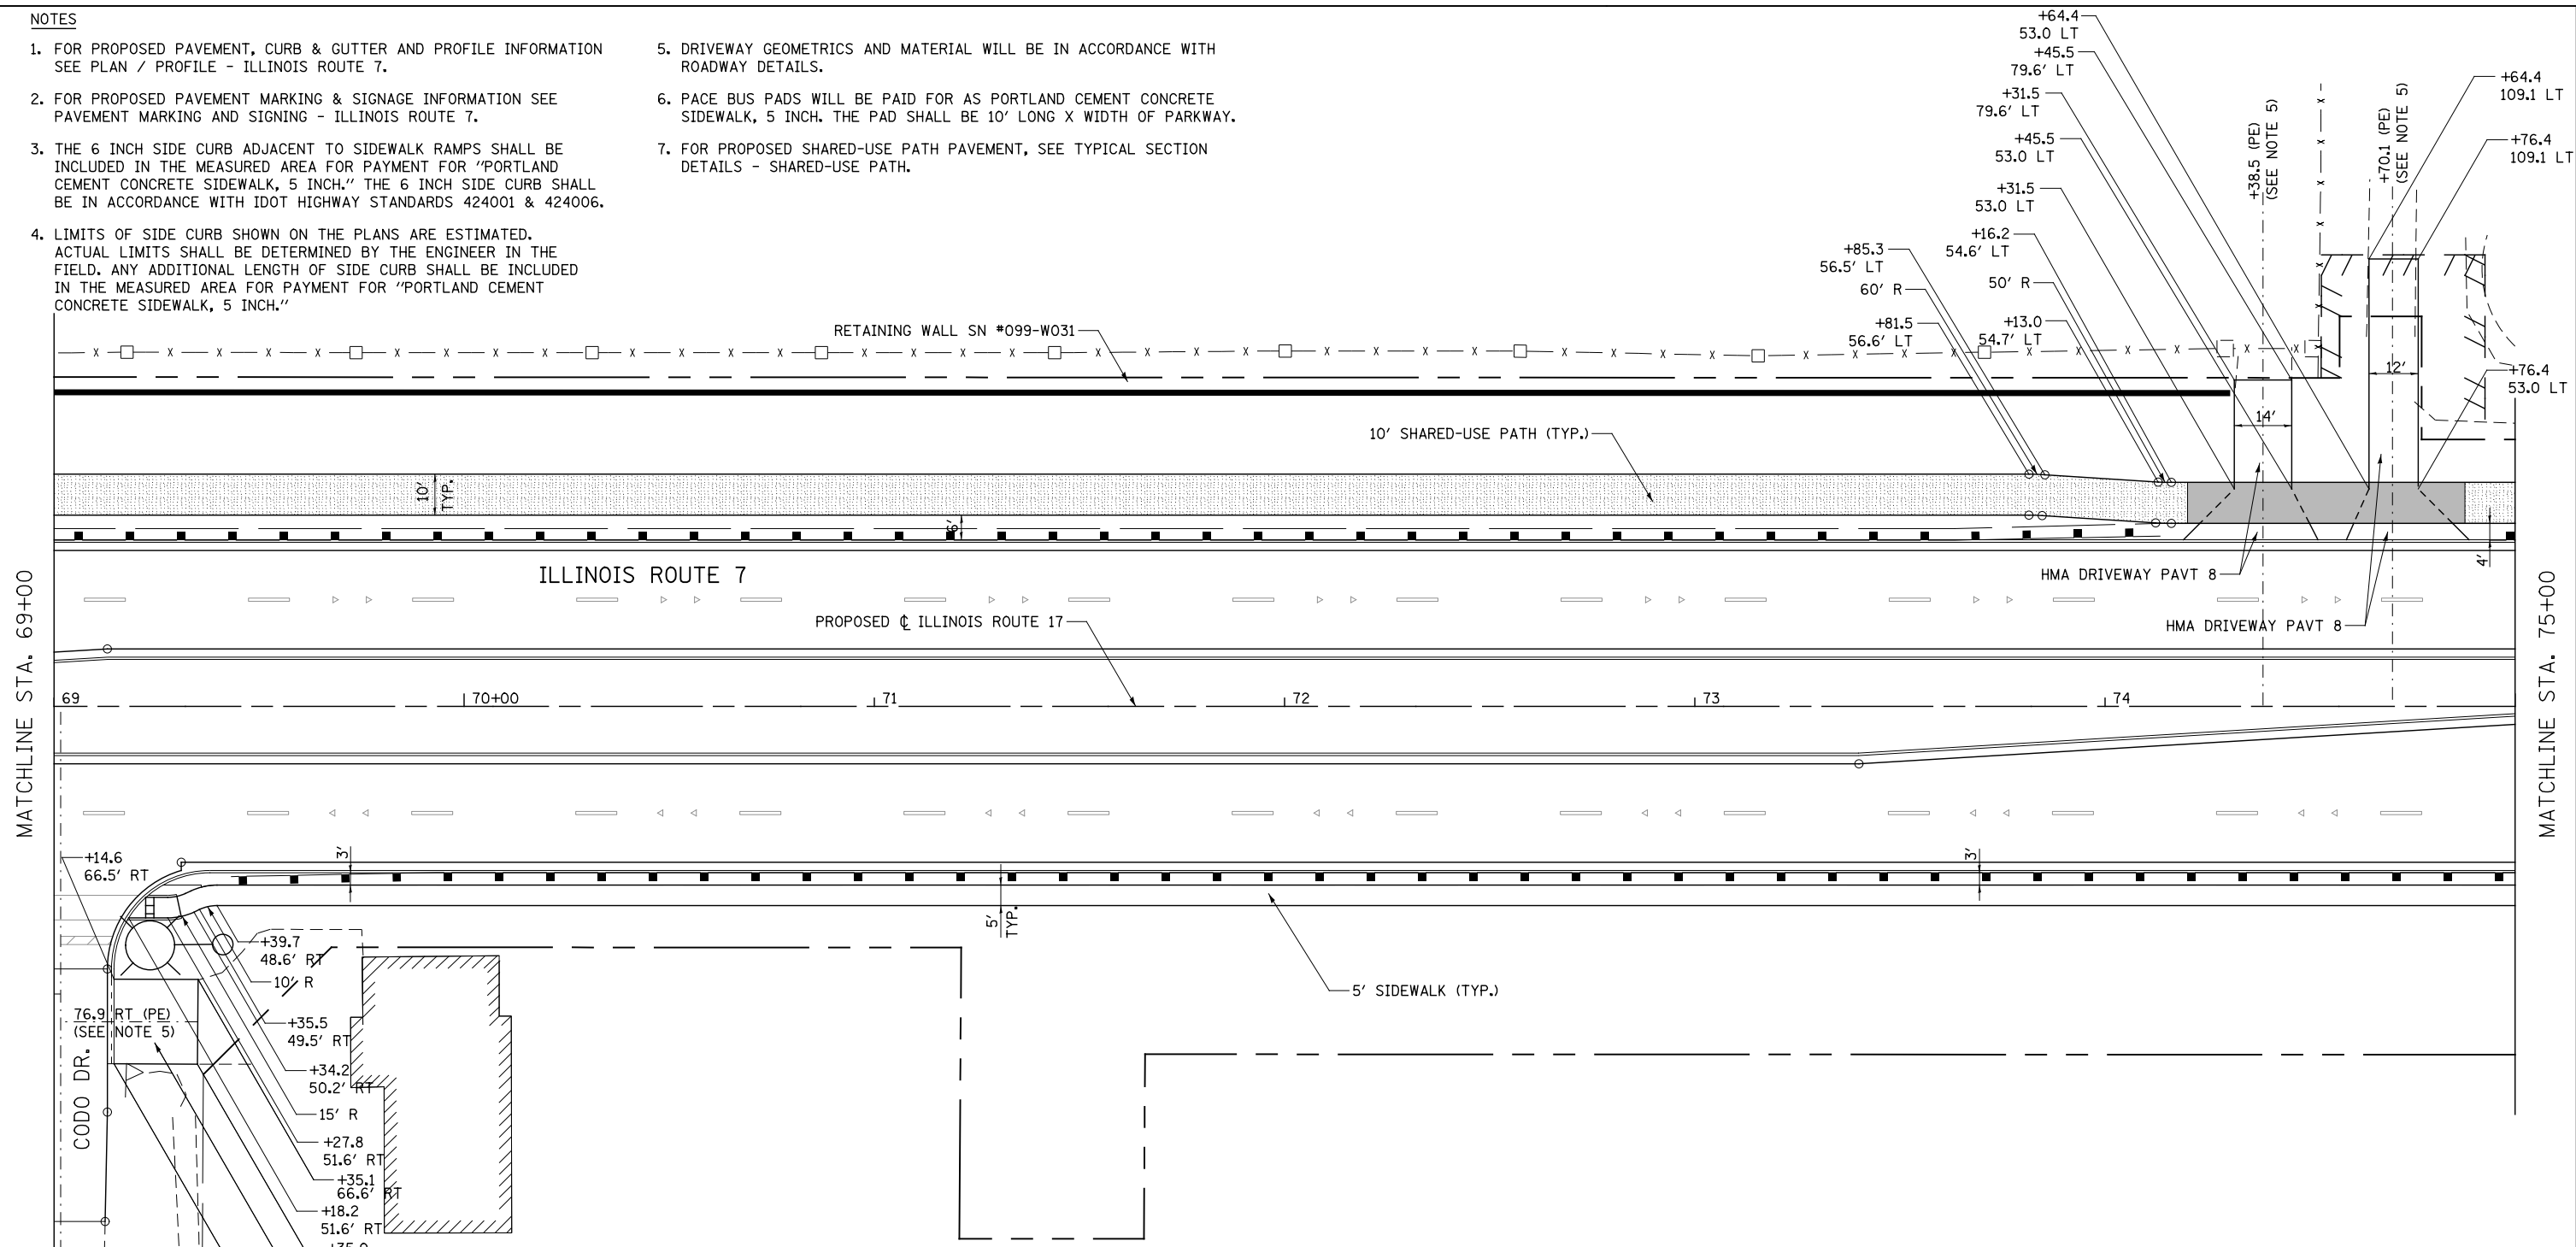 NOTES
1. FOR PROPOSED PAVEMENT, CURB & GUTTER AND PROFILE INFORMATION
SEE PLAN / PROFILE - ILLINOIS ROUTE 7.
2. FOR PROPOSED PAVEMENT MARKING & SIGNAGE INFORMATION SEE
PAVEMENT MARKING AND SIGNING - ILLINOIS ROUTE 7.
3. THE 6 INCH SIDE CURB ADJACENT TO SIDEWALK RAMPS SHALL BE
INCLUDED IN THE MEASURED AREA FOR PAYMENT FOR "PORTLAND
CEMENT CONCRETE SIDEWALK, 5 INCH." THE 6 INCH SIDE CURB SHALL
BE IN ACCORDANCE WITH IDOT HIGHWAY STANDARDS 424001 & 424006.
4. LIMITS OF SIDE CURB SHOWN ON THE PLANS ARE ESTIMATED.
ACTUAL LIMITS SHALL BE DETERMINED BY THE ENGINEER IN THE
FIELD. ANY ADDITIONAL LENGTH OF SIDE CURB SHALL BE INCLUDED
IN THE MEASURED AREA FOR PAYMENT FOR "PORTLAND CEMENT
CONCRETE SIDEWALK, 5 INCH."
5. DRIVEWAY GEOMETRICS AND MATERIAL WILL BE IN ACCORDANCE WITH
ROADWAY DETAILS.
6. PACE BUS PADS WILL BE PAID FOR AS PORTLAND CEMENT CONCRETE
SIDEWALK, 5 INCH. THE PAD SHALL BE 10' LONG X WIDTH OF PARKWAY.
7. FOR PROPOSED SHARED-USE PATH PAVEMENT, SEE TYPICAL SECTION
DETAILS - SHARED-USE PATH.
+64.4
53.0 LT
+45.5
79.6' LT
+31.5
79.6' LT
+45.5
53.0 LT
+31.5
53.0 LT
+16.2
54.6' LT
50' R
+13.0
54.7' LT
+85.3
56.5' LT
60' R
+81.5
56.6' LT
+38.5 (PE)
(SEE NOTE 5)
+70.1 (PE)
(SEE NOTE 5)
+64.4
109.1 LT
+76.4
109.1 LT
+76.4
53.0 LT
12'
14'
RETAINING WALL SN #099-W031
10' SHARED-USE PATH (TYP.)
10'
TYP.
6'
4'
ILLINOIS ROUTE 7
HMA DRIVEWAY PAVT 8
HMA DRIVEWAY PAVT 8
PROPOSED ℄ ILLINOIS ROUTE 17
MATCHLINE STA. 69+00
MATCHLINE STA. 75+00
69
70+00
71
72
73
74
+14.6
66.5' RT
3'
3'
5'
TYP.
5' SIDEWALK (TYP.)
+39.7
48.6' RT
10' R
+35.5
49.5' RT
76.9 RT (PE)
(SEE NOTE 5)
CODO DR.
+34.2
50.2' RT
15' R
+27.8
51.6' RT
+35.1
66.6' RT
+18.2
51.6' RT